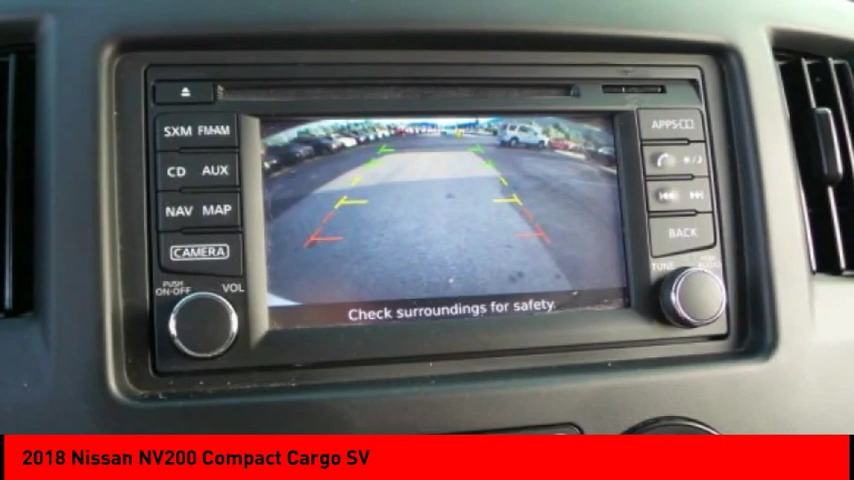 SXM FM-AM
APPS
CD AUX
NAV MAP
CAMERA
BACK
PUSH
ON-OFF
VOL
TUNE
Check surroundings for safety.
2018 Nissan NV200 Compact Cargo SV